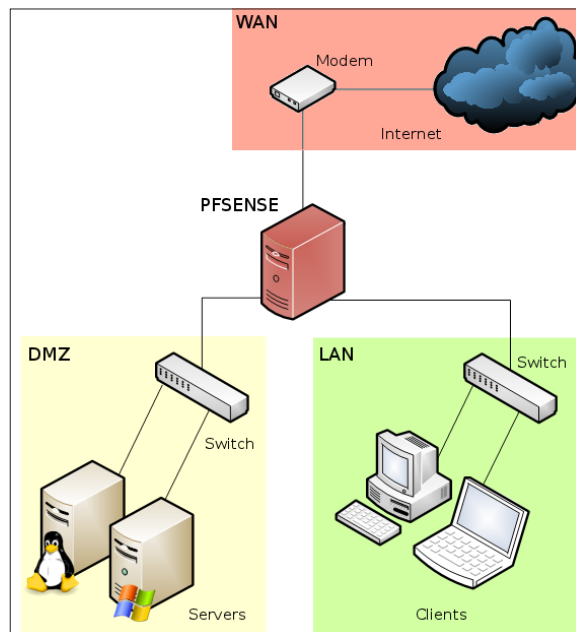 WAN
Modem
Internet
PFSENSE
DMZ
Switch
Servers
LAN
Switch
Clients